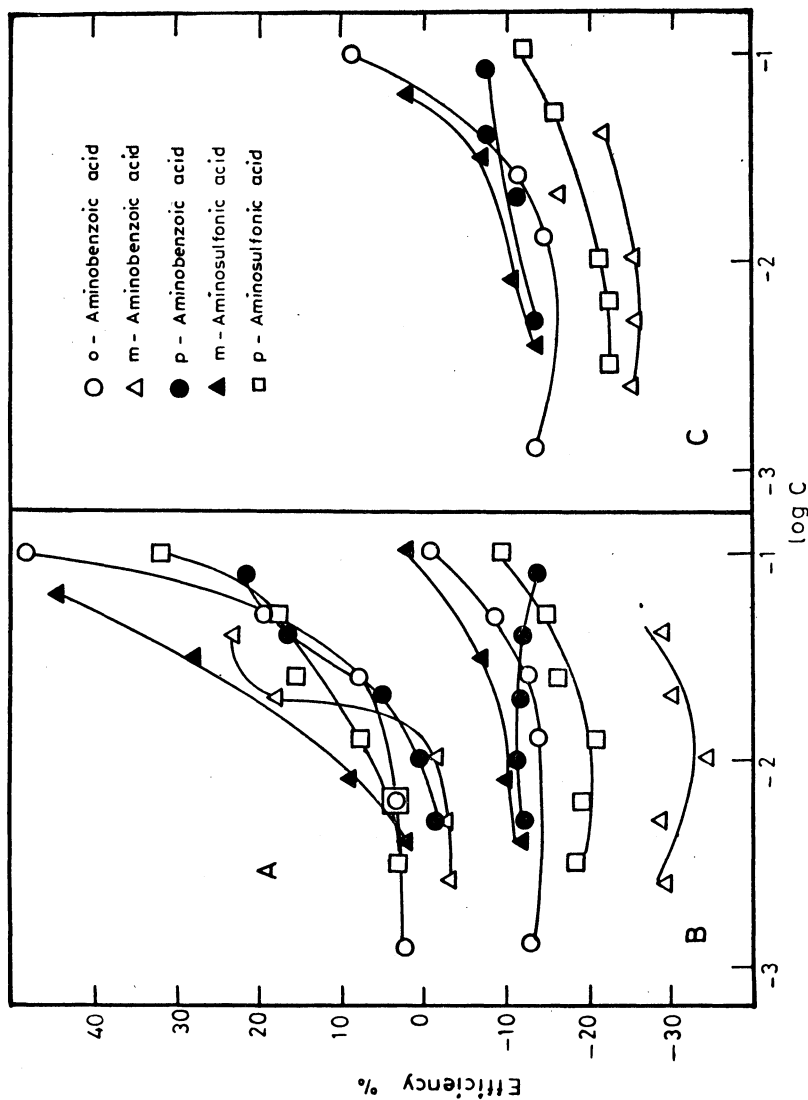 40
30
20
10
0
-10
-20
-30
Efficiency %
A
B
C
-3
-2
-1
-3
-2
-1
log C
o - Aminobenzoic acid
m - Aminobenzoic acid
p - Aminobenzoic acid
m - Aminosulfonic acid
p - Aminosulfonic acid